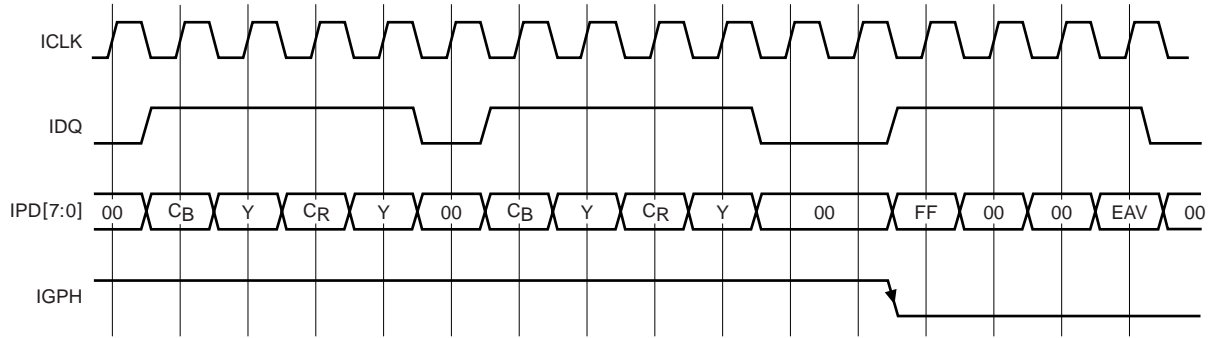 ICLK
IDQ
IPD[7:0] 00 CB Y CR Y 00 CB Y CR Y 00 FF 00 00 EAV 00
IGPH